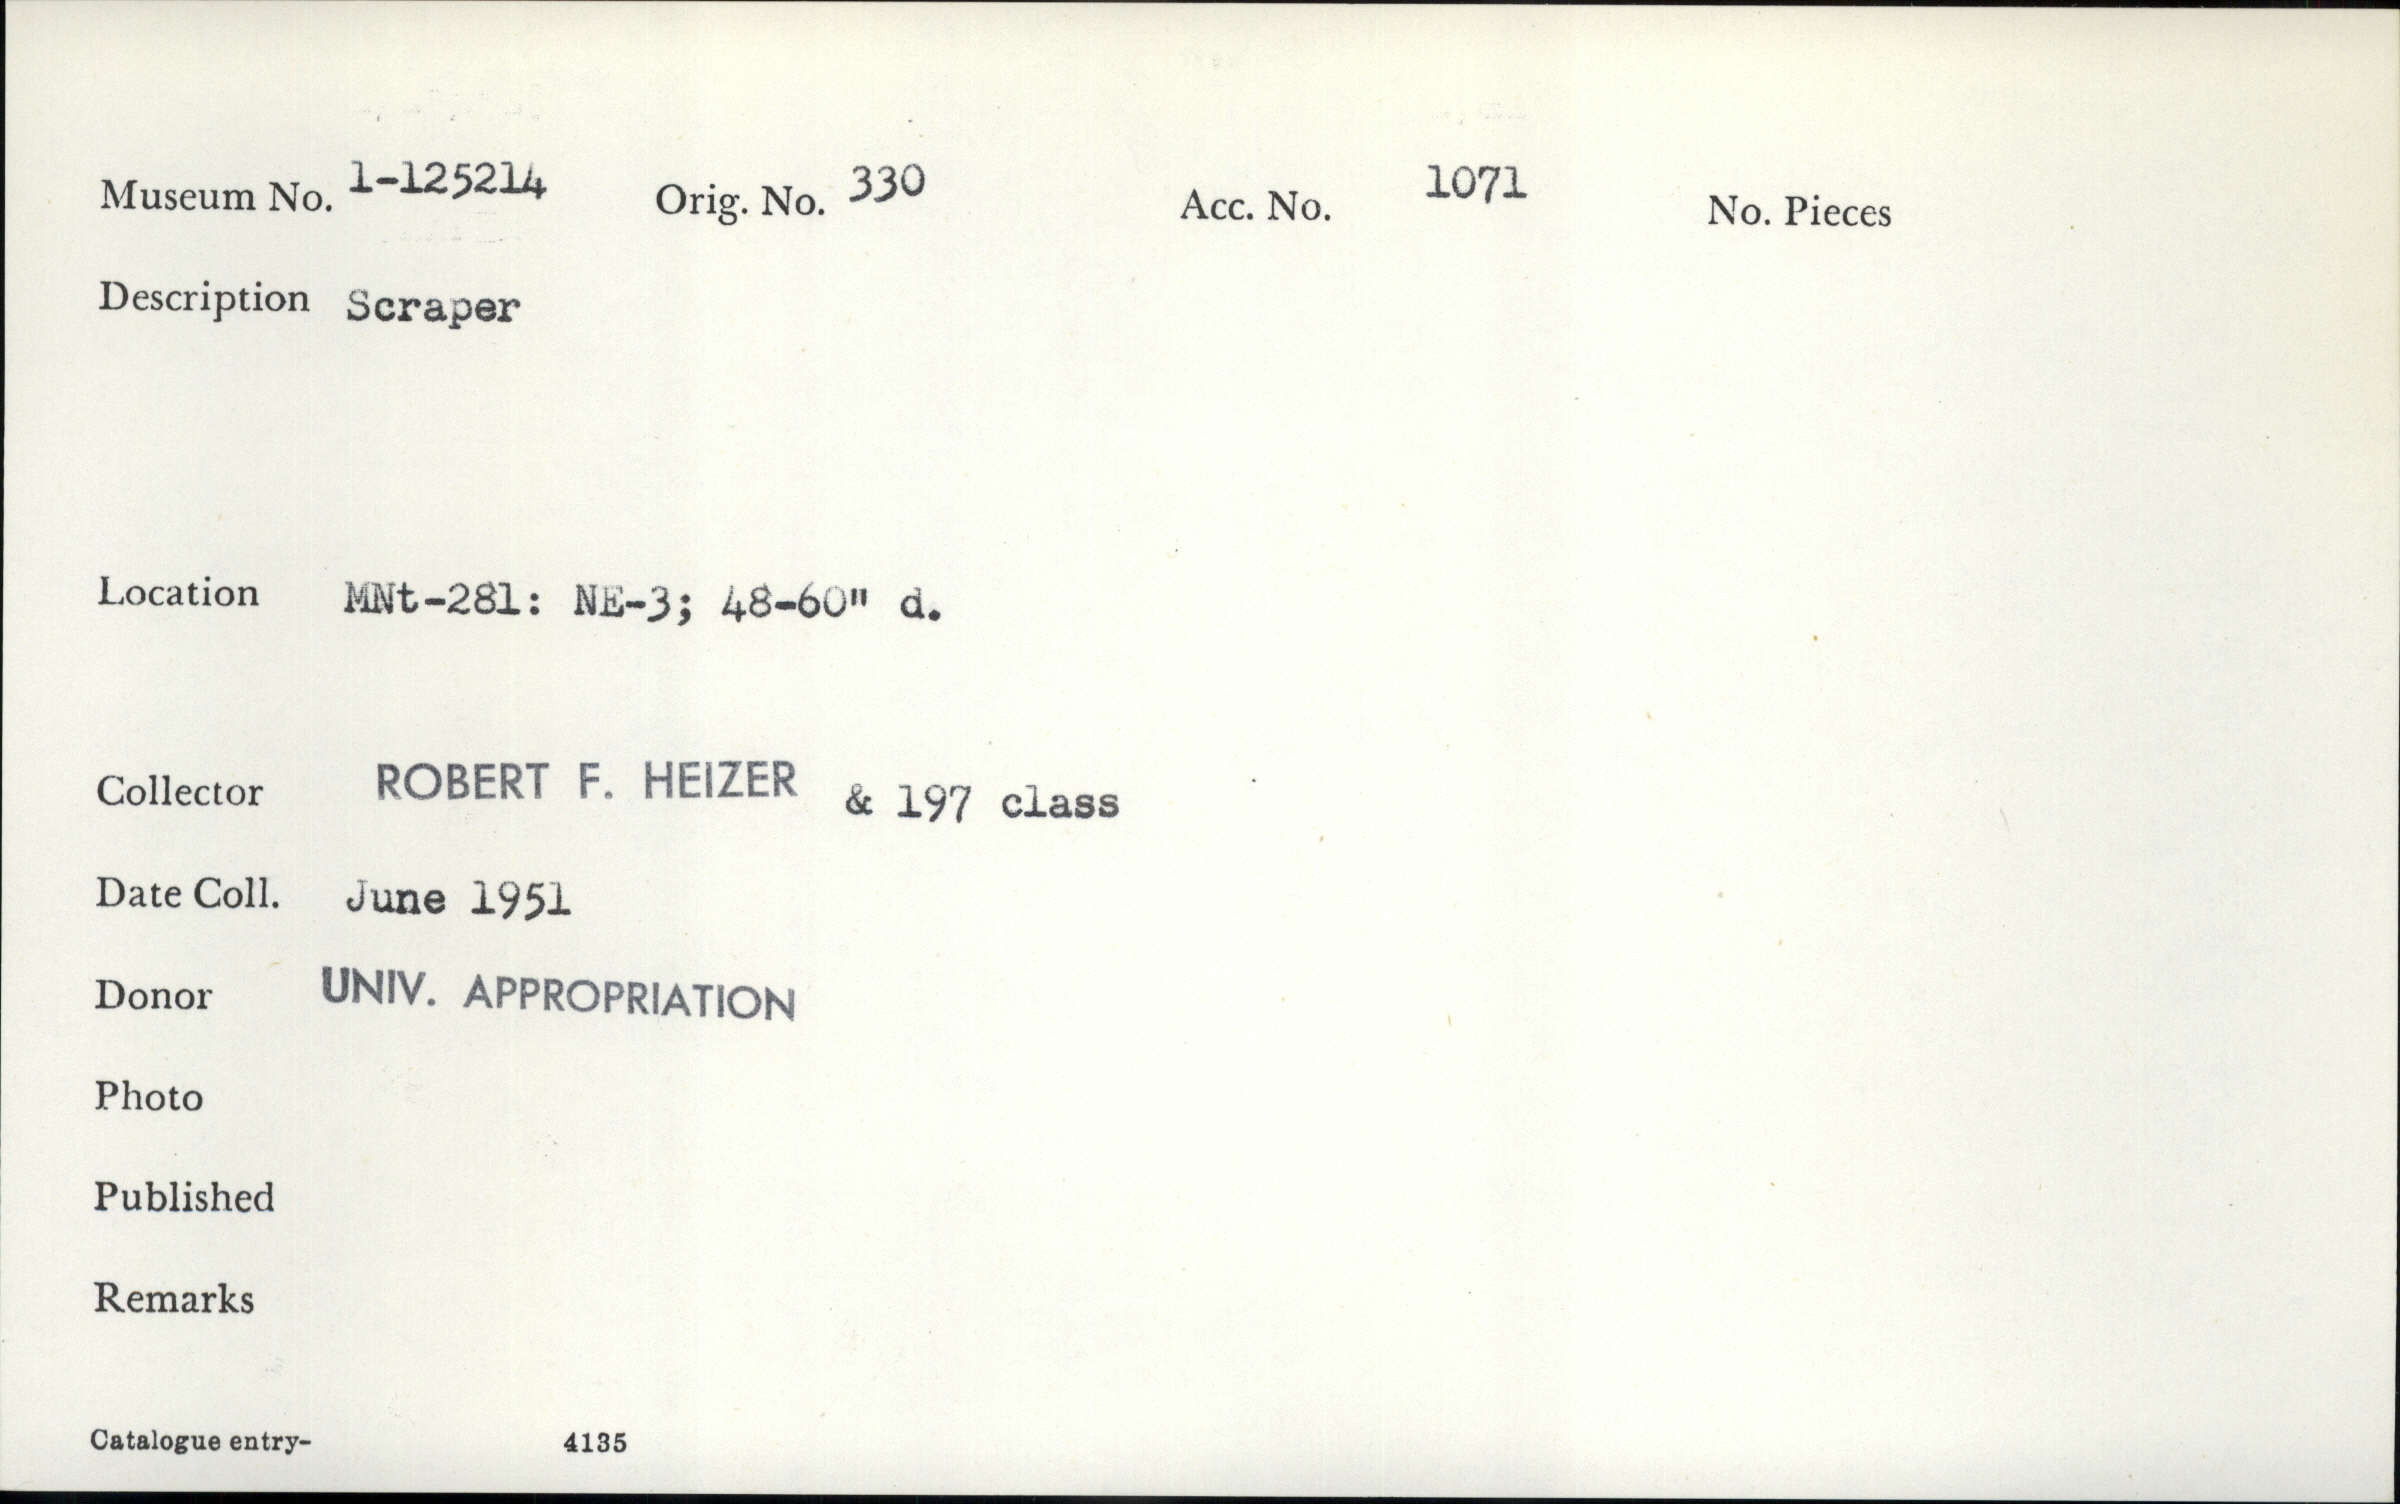 Museum No. 1-125214 Orig. No. 330 Acc. No. 1071 No. Pieces
Description Scraper
Location MNt-281: NE-3; 48-60" d.
Collector ROBERT F. HEIZER & 197 class
Date Coll. June 1951
Donor UNIV. APPROPRIATION
Photo
Published
Remarks
Catalogue entry- 4135